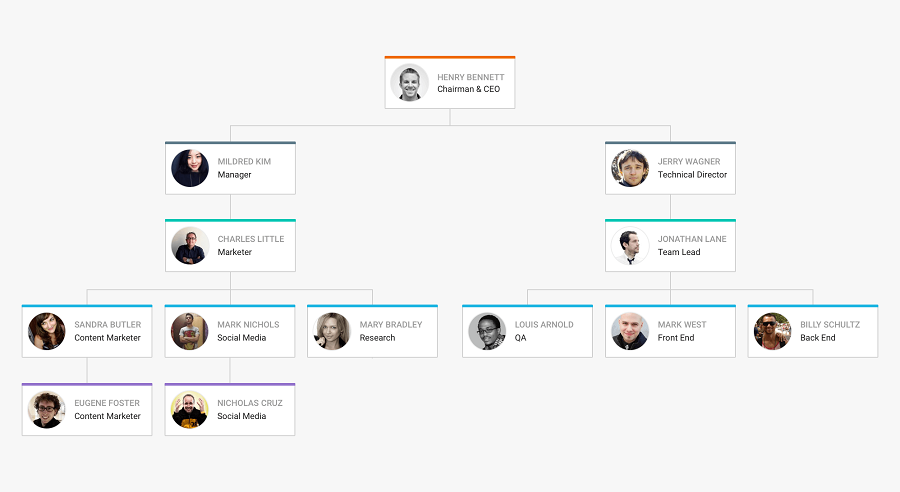 HENRY BENNETT
Chairman & CEO
MILDRED KIM
Manager
JERRY WAGNER
Technical Director
CHARLES LITTLE
Marketer
JONATHAN LANE
Team Lead
SANDRA BUTLER
Content Marketer
MARK NICHOLS
Social Media
MARY BRADLEY
Research
LOUIS ARNOLD
QA
MARK WEST
Front End
BILLY SCHULTZ
Back End
EUGENE FOSTER
Content Marketer
NICHOLAS CRUZ
Social Media